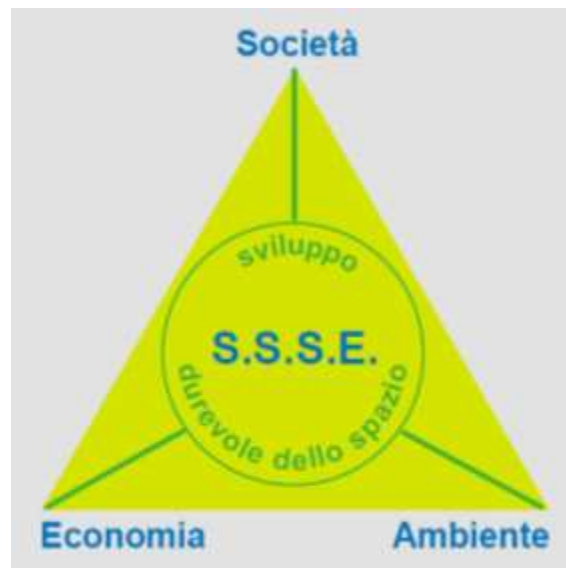 Società
sviluppo
S.S.S.E.
durevole dello spazio
Economia
Ambiente